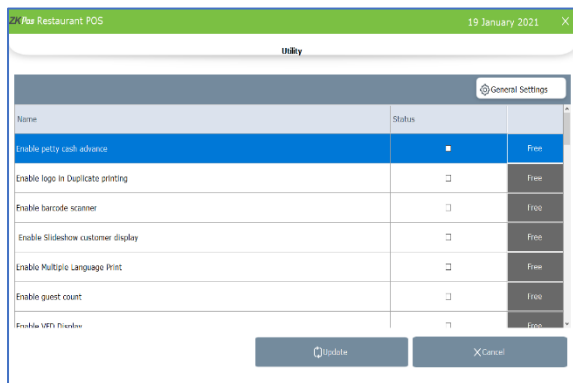 ZKPos Restaurant POS 19 January 2021 X
Utility
General Settings
Name Status
Enable petty cash advance Free
Enable logo in Duplicate printing Free
Enable barcode scanner Free
Enable Slideshow customer display Free
Enable Multiple Language Print Free
Enable guest count Free
Enable VFD Display Free
Update X Cancel